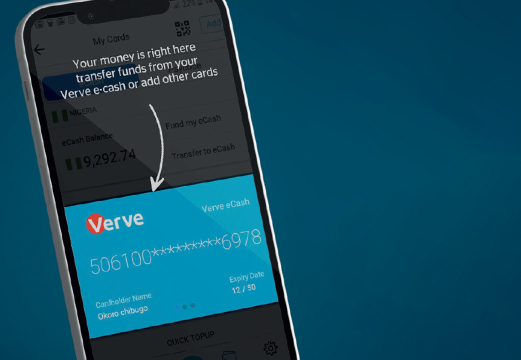 22%
My Cards
Add
Your money is right here
transfer funds from your
Verve e-cash or add other cards
NIGERIA
eCash Balance
9,292.74
Fund my eCash
Transfer to eCash
Verve
Verve eCash
506100*********6978
Cardholder Name
Okoro chibugo
Expiry Date
12 / 50
QUICK TOPUP